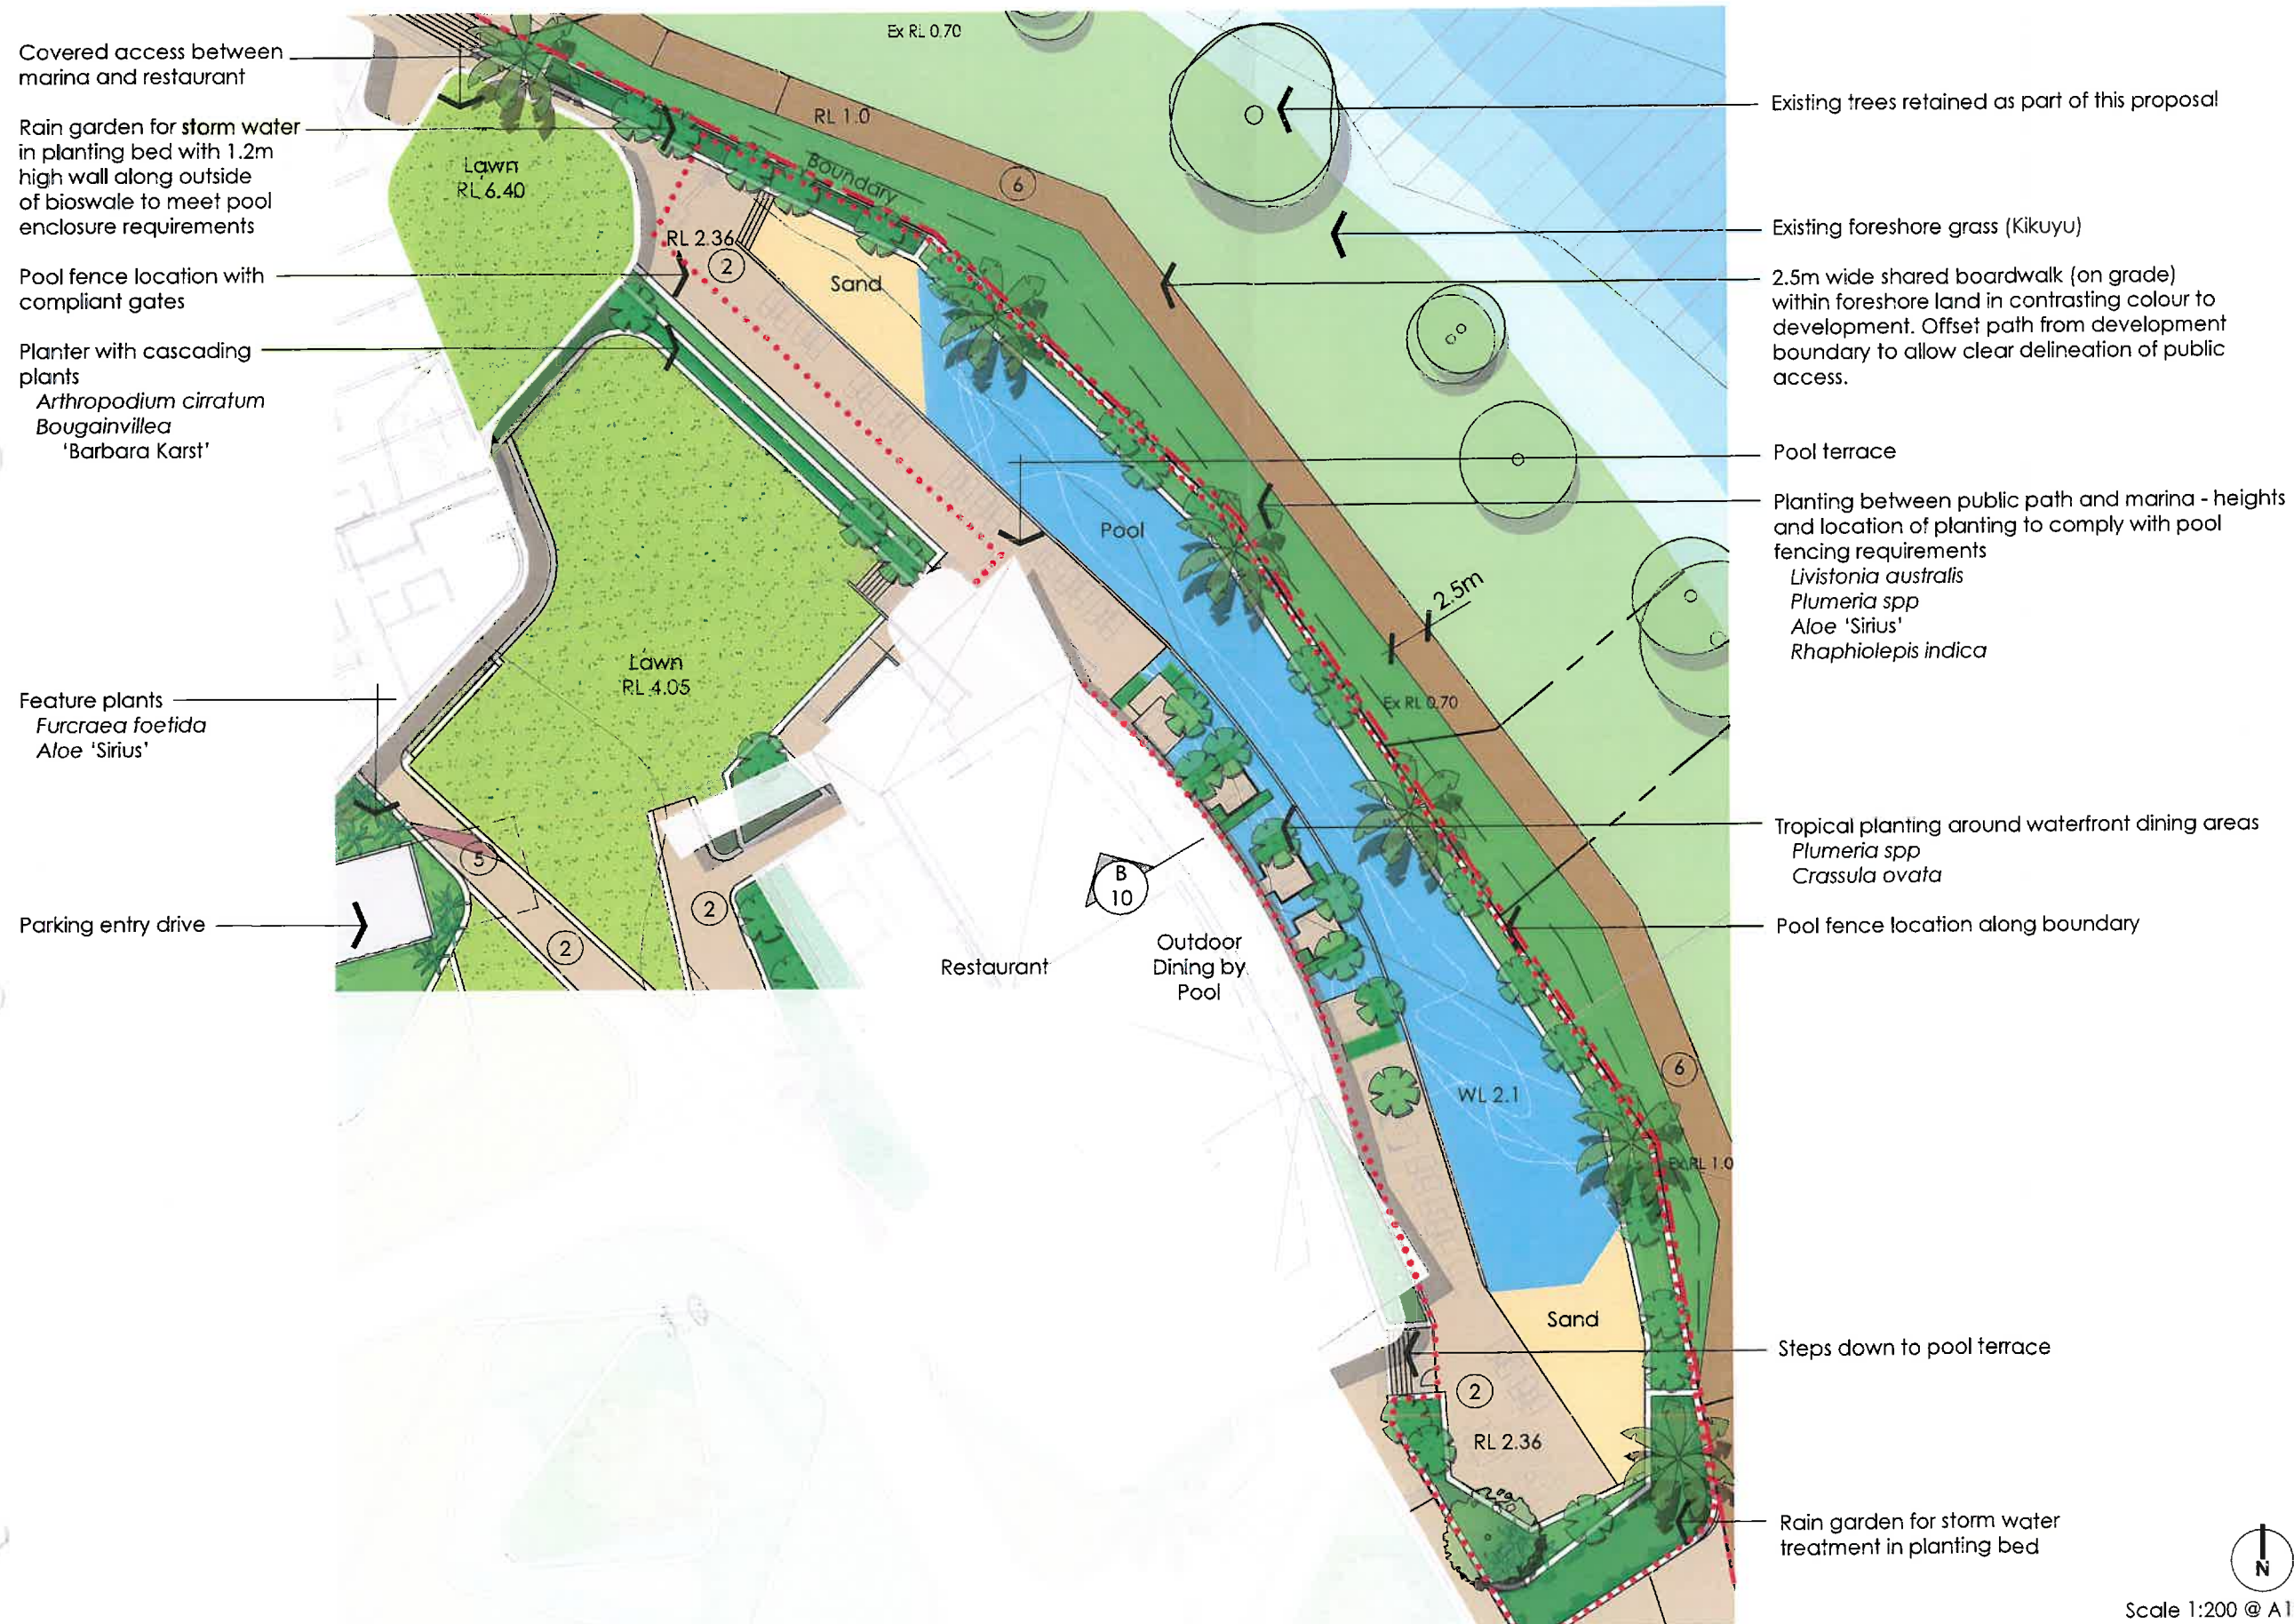 Covered access between
marina and restaurant
Rain garden for storm water
in planting bed with 1.2m
high wall along outside
of bioswale to meet pool
enclosure requirements
Pool fence location with
compliant gates
Planter with cascading
plants
Arthropodium cirratum
Bougainvillea
'Barbara Karst'
Feature plants
Furcraea foetida
Aloe 'Sirius'
Parking entry drive
Ex RL 0.70
RL 1.0
6
Boundary
Lawn
RL 6.40
RL 2.36
2
Sand
Pool
2.5m
Lawn
RL 4.05
Ex RL 0.70
5
2
2
B
10
Restaurant
Outdoor
Dining by
Pool
WL 2.1
6
Ex RL 1.0
Sand
2
RL 2.36
Existing trees retained as part of this proposal
Existing foreshore grass (Kikuyu)
2.5m wide shared boardwalk (on grade)
within foreshore land in contrasting colour to
development. Offset path from development
boundary to allow clear delineation of public
access.
Pool terrace
Planting between public path and marina - heights
and location of planting to comply with pool
fencing requirements
Livistonia australis
Plumeria spp
Aloe 'Sirius'
Rhaphiolepis indica
Tropical planting around waterfront dining areas
Plumeria spp
Crassula ovata
Pool fence location along boundary
Steps down to pool terrace
Rain garden for storm water
treatment in planting bed
N
Scale 1:200 @ A1